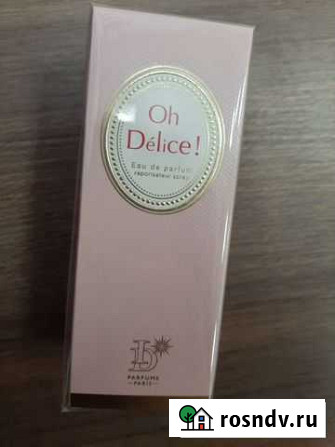 Oh
Délice!
Eau de parfum
vaporisateur spray
PARFUMS
PARIS
rosndv.ru